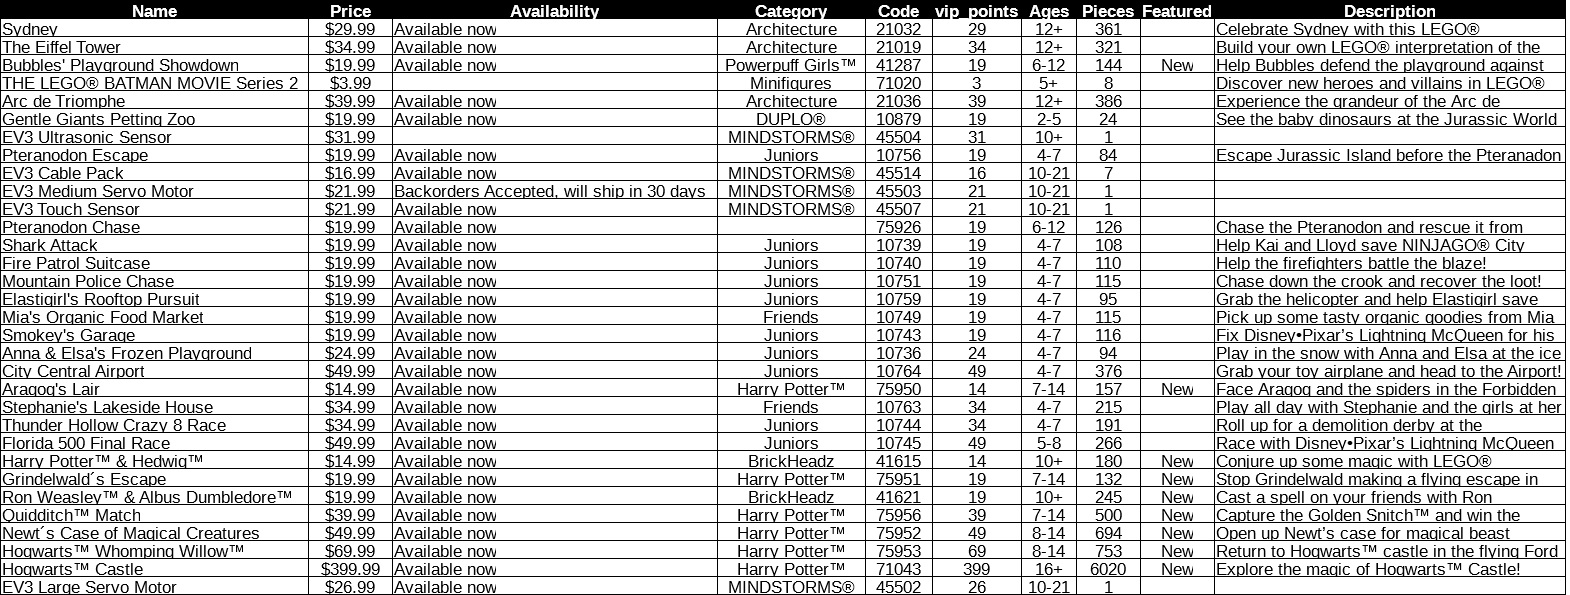 Name Price Availability Category Code vip_points Ages Pieces Featured Description
Sydney $29.99 Available now Architecture 21032 29 12+ 361 Celebrate Sydney with this LEGO®
The Eiffel Tower $34.99 Available now Architecture 21019 34 12+ 321 Build your own LEGO® interpretation of the
Bubbles' Playground Showdown $19.99 Available now Powerpuff Girls™ 41287 19 6-12 144 New Help Bubbles defend the playground against
THE LEGO® BATMAN MOVIE Series 2 $3.99 Minifigures 71020 3 5+ 8 Discover new heroes and villains in LEGO®
Arc de Triomphe $39.99 Available now Architecture 21036 39 12+ 386 Experience the grandeur of the Arc de
Gentle Giants Petting Zoo $19.99 Available now DUPLO® 10879 19 2-5 24 See the baby dinosaurs at the Jurassic World
EV3 Ultrasonic Sensor $31.99 MINDSTORMS® 45504 31 10+ 1
Pteranodon Escape $19.99 Available now Juniors 10756 19 4-7 84 Escape Jurassic Island before the Pteranadon
EV3 Cable Pack $16.99 Available now MINDSTORMS® 45514 16 10-21 7
EV3 Medium Servo Motor $21.99 Backorders Accepted, will ship in 30 days MINDSTORMS® 45503 21 10-21 1
EV3 Touch Sensor $21.99 Available now MINDSTORMS® 45507 21 10-21 1
Pteranodon Chase $19.99 Available now 75926 19 6-12 126 Chase the Pteranodon and rescue it from
Shark Attack $19.99 Available now Juniors 10739 19 4-7 108 Help Kai and Lloyd save NINJAGO® City
Fire Patrol Suitcase $19.99 Available now Juniors 10740 19 4-7 110 Help the firefighters battle the blaze!
Mountain Police Chase $19.99 Available now Juniors 10751 19 4-7 115 Chase down the crook and recover the loot!
Elastigirl's Rooftop Pursuit $19.99 Available now Juniors 10759 19 4-7 95 Grab the helicopter and help Elastigirl save
Mia's Organic Food Market $19.99 Available now Friends 10749 19 4-7 115 Pick up some tasty organic goodies from Mia
Smokey's Garage $19.99 Available now Juniors 10743 19 4-7 116 Fix Disney•Pixar’s Lightning McQueen for his
Anna & Elsa's Frozen Playground $24.99 Available now Juniors 10736 24 4-7 94 Play in the snow with Anna and Elsa at the ice
City Central Airport $49.99 Available now Juniors 10764 49 4-7 376 Grab your toy airplane and head to the Airport!
Aragog's Lair $14.99 Available now Harry Potter™ 75950 14 7-14 157 New Face Aragog and the spiders in the Forbidden
Stephanie's Lakeside House $34.99 Available now Friends 10763 34 4-7 215 Play all day with Stephanie and the girls at her
Thunder Hollow Crazy 8 Race $34.99 Available now Juniors 10744 34 4-7 191 Roll up for a demolition derby at the
Florida 500 Final Race $49.99 Available now Juniors 10745 49 5-8 266 Race with Disney•Pixar’s Lightning McQueen
Harry Potter™ & Hedwig™ $14.99 Available now BrickHeadz 41615 14 10+ 180 New Conjure up some magic with LEGO®
Grindelwald´s Escape $19.99 Available now Harry Potter™ 75951 19 7-14 132 New Stop Grindelwald making a flying escape in
Ron Weasley™ & Albus Dumbledore™ $19.99 Available now BrickHeadz 41621 19 10+ 245 New Cast a spell on your friends with Ron
Quidditch™ Match $39.99 Available now Harry Potter™ 75956 39 7-14 500 New Capture the Golden Snitch™ and win the
Newt´s Case of Magical Creatures $49.99 Available now Harry Potter™ 75952 49 8-14 694 New Open up Newt’s case for magical beast
Hogwarts™ Whomping Willow™ $69.99 Available now Harry Potter™ 75953 69 8-14 753 New Return to Hogwarts™ castle in the flying Ford
Hogwarts™ Castle $399.99 Available now Harry Potter™ 71043 399 16+ 6020 New Explore the magic of Hogwarts™ Castle!
EV3 Large Servo Motor $26.99 Available now MINDSTORMS® 45502 26 10-21 1